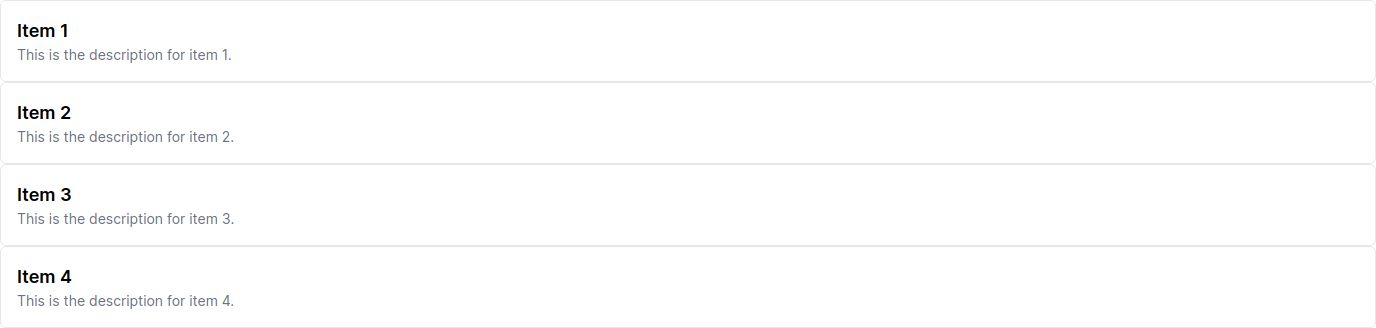 Item 1
This is the description for item 1.
Item 2
This is the description for item 2.
Item 3
This is the description for item 3.
Item 4
This is the description for item 4.